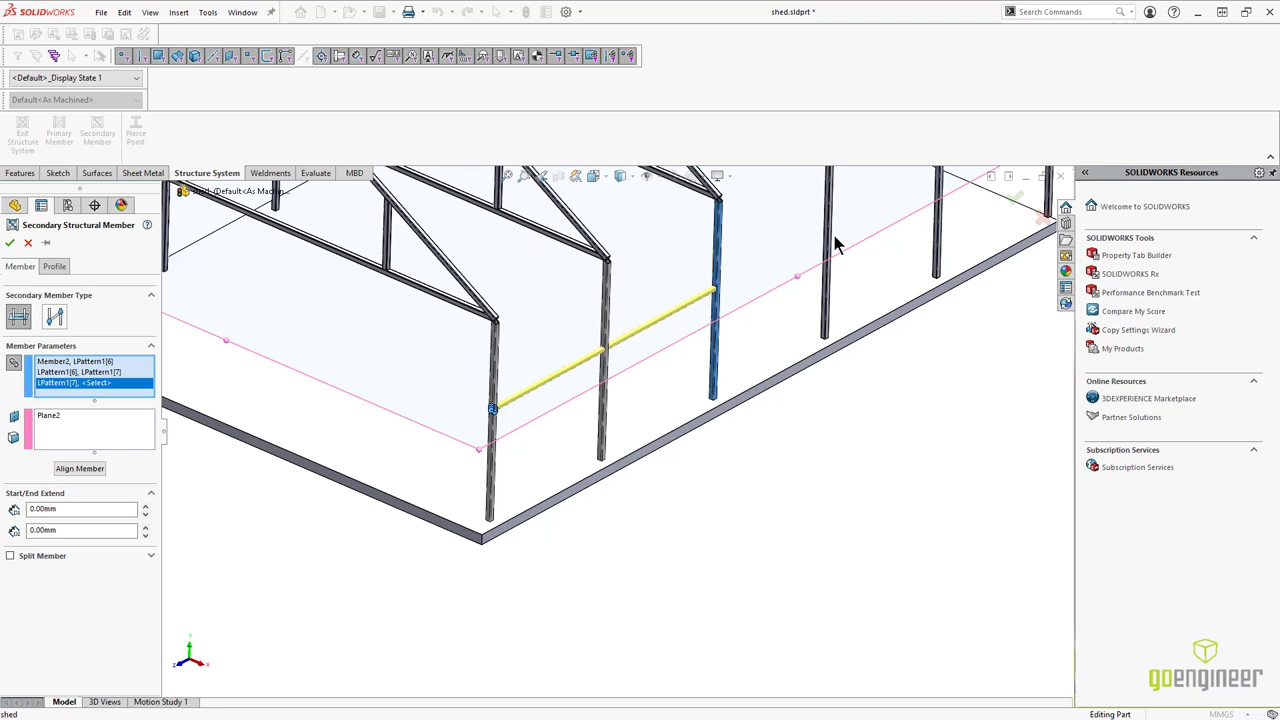 SOLIDWORKS File Edit View Insert Tools Window shed.sldprt * Search Commands
<Default>_Display State 1
Default<As Machined>
Exit Structure System
Primary Member
Secondary Member
Pierce Point
Features Sketch Surfaces Sheet Metal Structure System Weldments Evaluate MBD
(Default<As Machin...
Secondary Structural Member
Member Profile
Secondary Member Type
Member Parameters
Member2, LPattern1[6]
LPattern1[6], LPattern1[7]
LPattern1[7], <Select>
Plane2
Align Member
Start/End Extend
0.00mm
0.00mm
Split Member
SOLIDWORKS Resources
Welcome to SOLIDWORKS
SOLIDWORKS Tools
Property Tab Builder
SOLIDWORKS Rx
Performance Benchmark Test
Compare My Score
Copy Settings Wizard
My Products
Online Resources
3DEXPERIENCE Marketplace
Partner Solutions
Subscription Services
Subscription Services
Y
X
Z
goengineer
Model 3D Views Motion Study 1
shed
Editing Part
MMGS